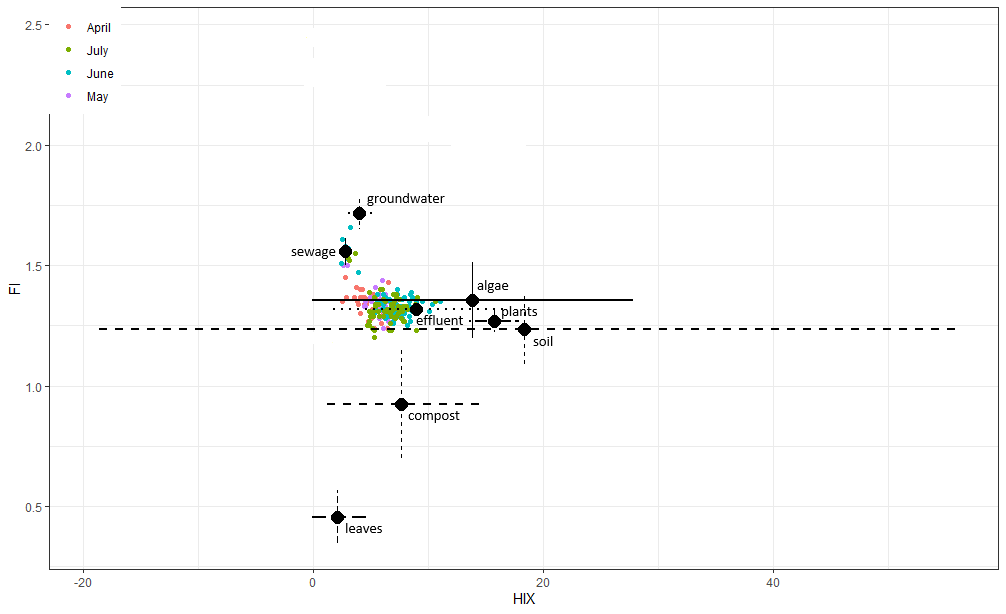 2.5
April
July
June
May
2.0
groundwater
sewage
1.5
algae
FI
plants
effluent
soil
1.0
compost
0.5
leaves
-20
0
20
40
HIX